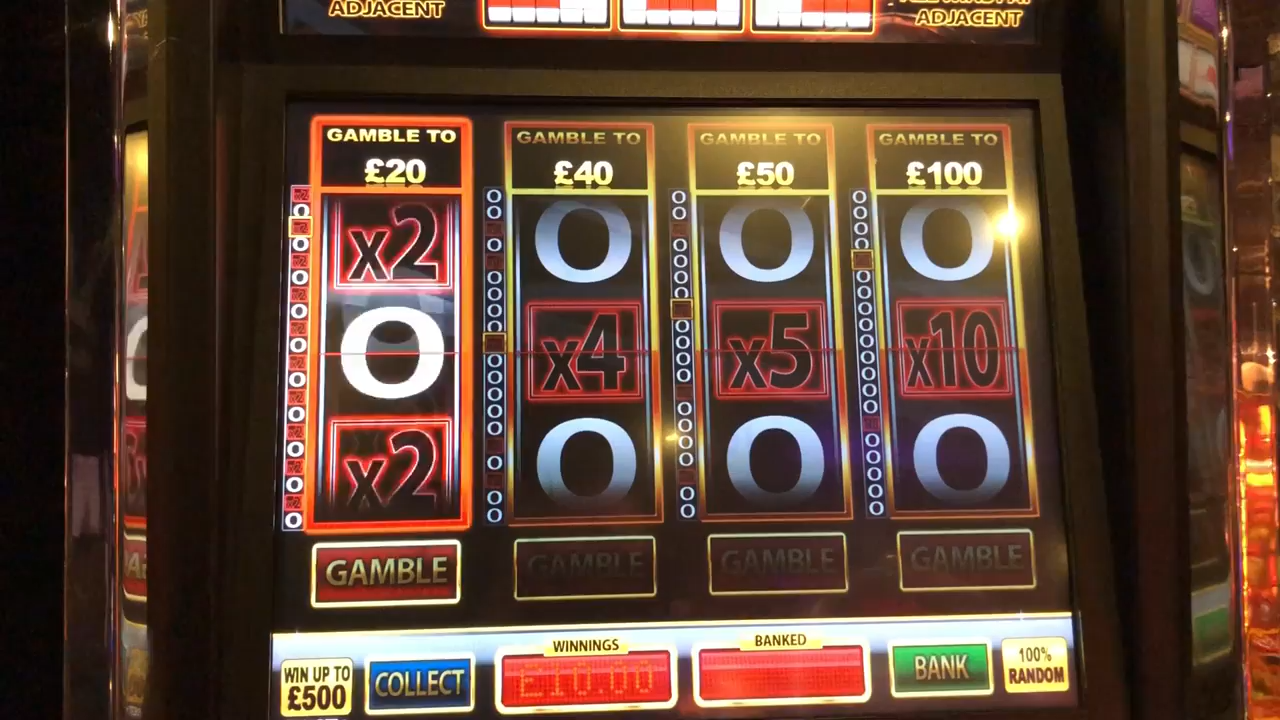 ADJACENT
ADJACENT
GAMBLE TO
£20
x2
O
x2
GAMBLE
GAMBLE TO
£40
O
x4
O
GAMBLE
GAMBLE TO
£50
O
x5
O
GAMBLE
GAMBLE TO
£100
O
x10
O
GAMBLE
WIN UP TO
£500
COLLECT
WINNINGS
£10.00
BANKED
BANK
100%
RANDOM